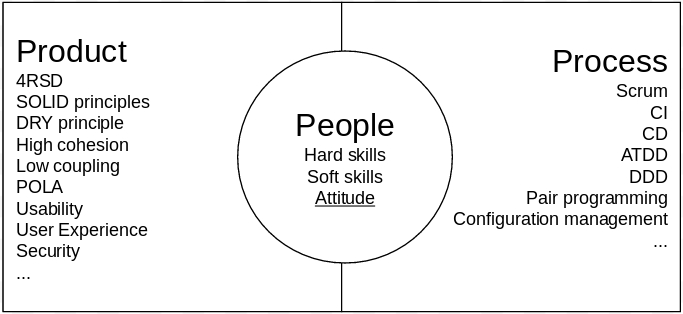 Product
4RSD
SOLID principles
DRY principle
High cohesion
Low coupling
POLA
Usability
User Experience
Security
...
People
Hard skills
Soft skills
Attitude
Process
Scrum
CI
CD
ATDD
DDD
Pair programming
Configuration management
...